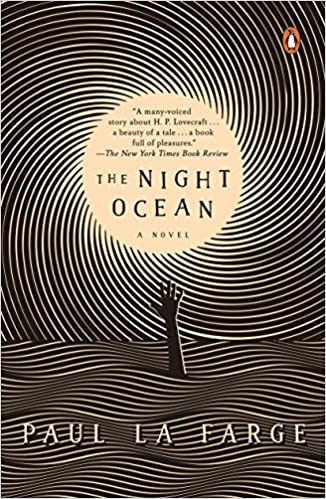 "A many-voiced
story about H. P. Lovecraft . . .
a beauty of a tale . . . a book
full of pleasures."
—The New York Times Book Review
THE NIGHT
OCEAN
A NOVEL
PAUL LA FARGE